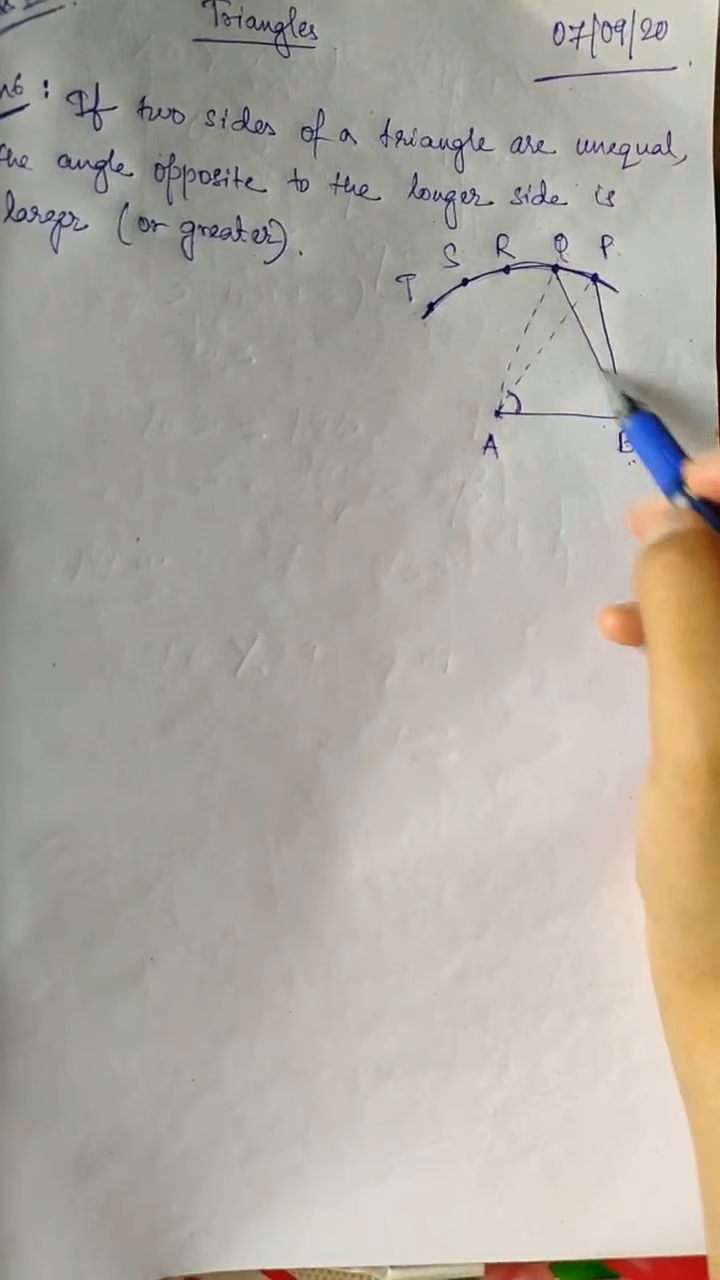 Triangles
07/09/20
: If two sides of a triangle are unequal,
the angle opposite to the longer side is
larger (or greater).
T S R Q P
A B